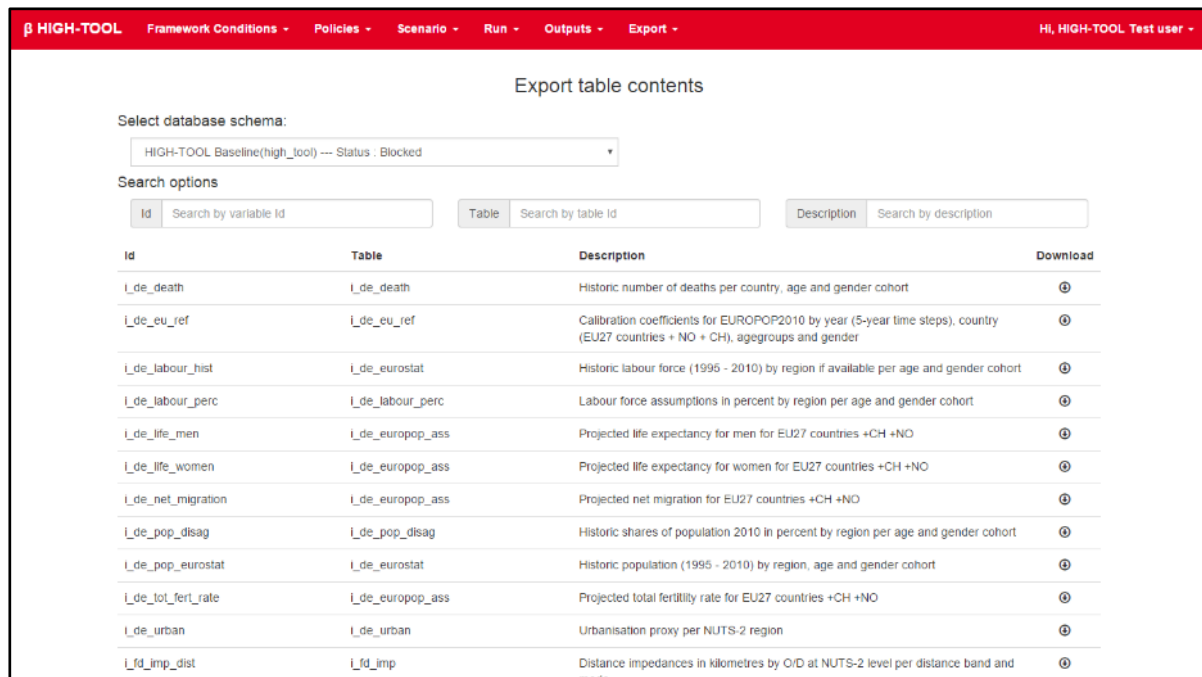 β HIGH-TOOL Framework Conditions Policies Scenario Run Outputs Export Hi, HIGH-TOOL Test user
Export table contents
Select database schema:
HIGH-TOOL Baseline(high_tool) --- Status : Blocked
Search options
Id Search by variable Id Table Search by table Id Description Search by description
Id Table Description Download
i_de_death i_de_death Historic number of deaths per country, age and gender cohort
i_de_eu_ref i_de_eu_ref Calibration coefficients for EUROPOP2010 by year (5-year time steps), country
(EU27 countries + NO + CH), agegroups and gender
i_de_labour_hist i_de_eurostat Historic labour force (1995 - 2010) by region if available per age and gender cohort
i_de_labour_perc i_de_labour_perc Labour force assumptions in percent by region per age and gender cohort
i_de_life_men i_de_europop_ass Projected life expectancy for men for EU27 countries +CH +NO
i_de_life_women i_de_europop_ass Projected life expectancy for women for EU27 countries +CH +NO
i_de_net_migration i_de_europop_ass Projected net migration for EU27 countries +CH +NO
i_de_pop_disag i_de_pop_disag Historic shares of population 2010 in percent by region per age and gender cohort
i_de_pop_eurostat i_de_eurostat Historic population (1995 - 2010) by region, age and gender cohort
i_de_tot_fert_rate i_de_europop_ass Projected total fertitlity rate for EU27 countries +CH +NO
i_de_urban i_de_urban Urbanisation proxy per NUTS-2 region
i_fd_imp_dist i_fd_imp Distance impedances in kilometres by O/D at NUTS-2 level per distance band and